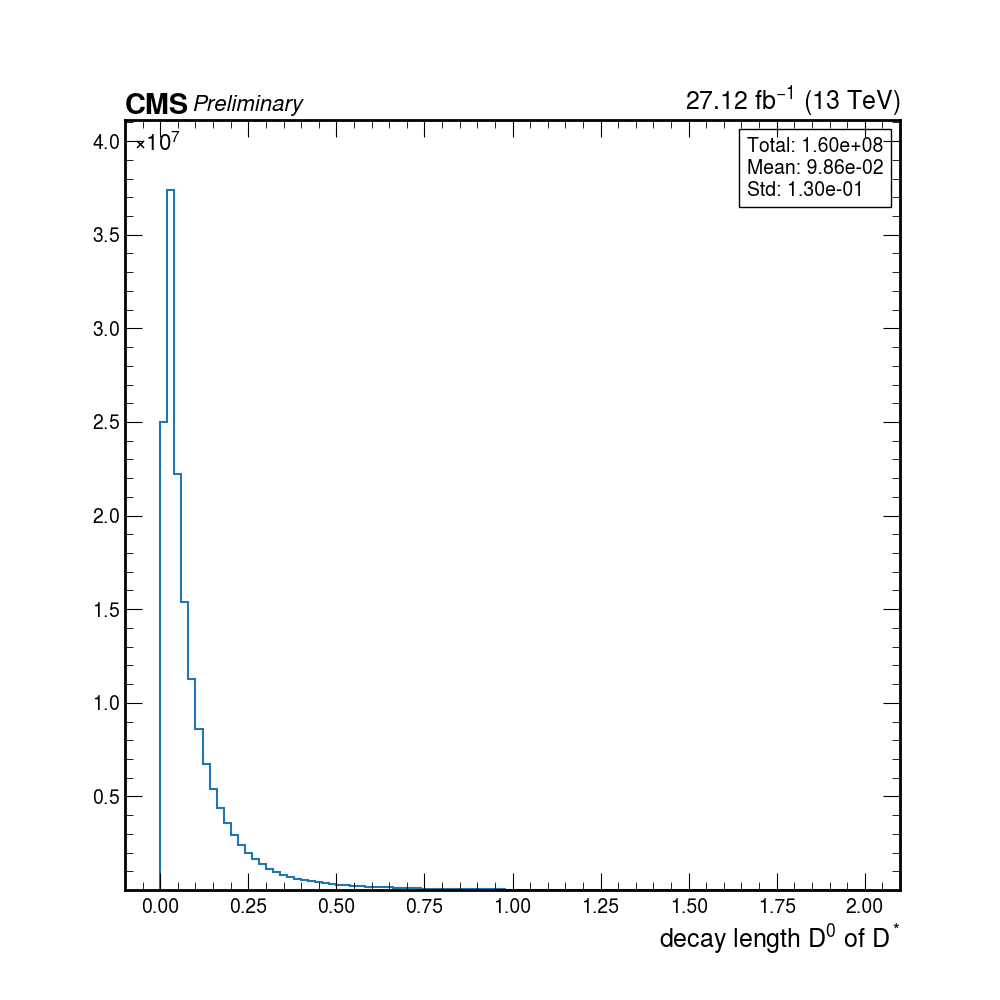 CMS Preliminary 27.12 fb⁻¹ (13 TeV)
×10⁷
Total: 1.60e+08
Mean: 9.86e-02
Std: 1.30e-01
4.0
3.5
3.0
2.5
2.0
1.5
1.0
0.5
0.00 0.25 0.50 0.75 1.00 1.25 1.50 1.75 2.00
decay length D⁰ of D*